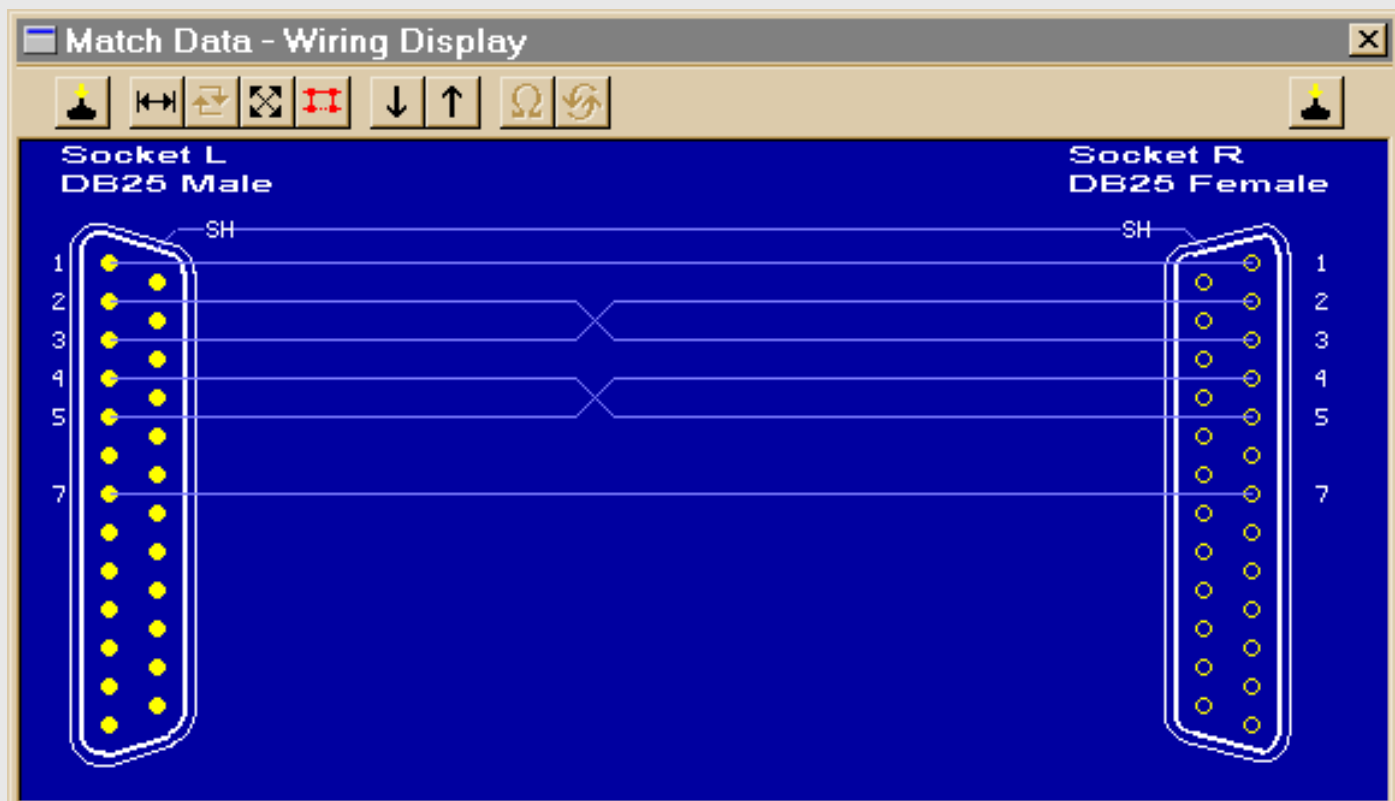 Match Data - Wiring Display
Ω
Socket L
DB25 Male
Socket R
DB25 Female
SH SH
1 1
2 2
3 3
4 4
5 5
7 7